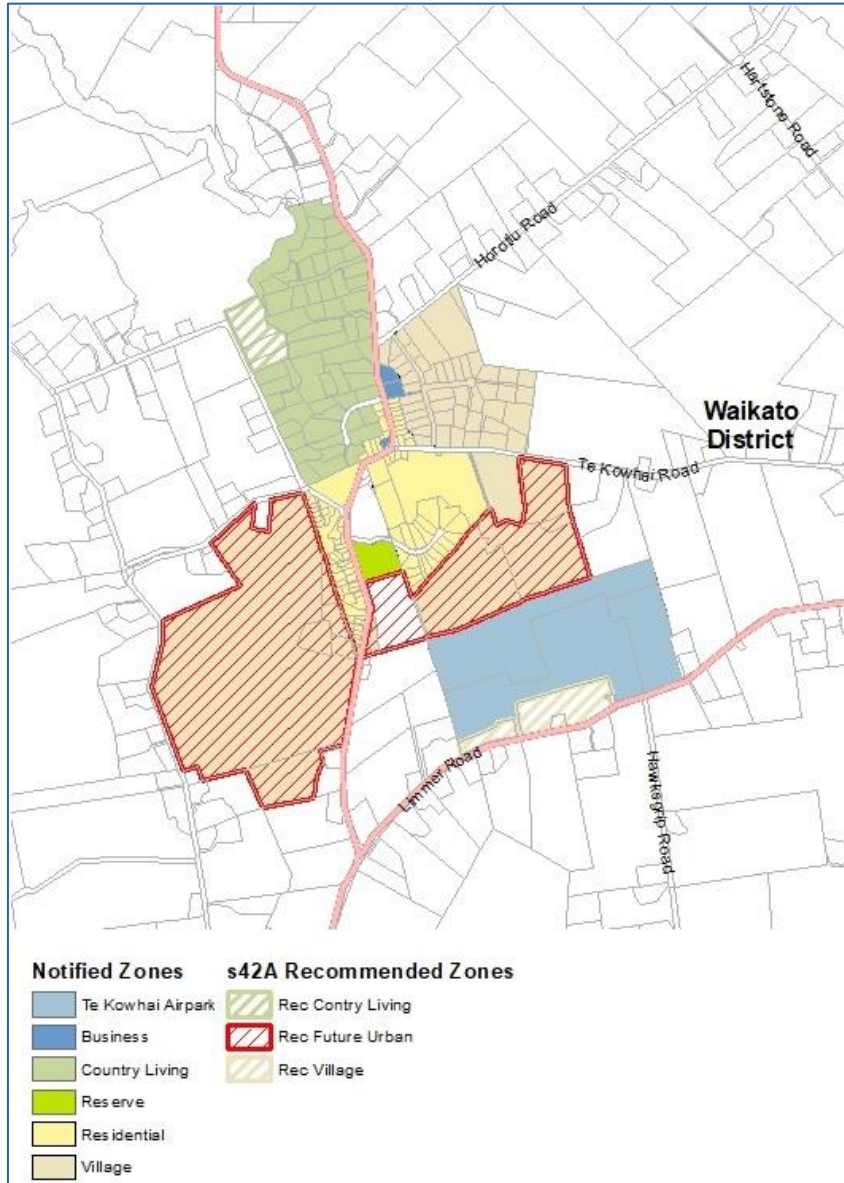 Hartstone Road
Horotiu Road
Waikato
District
Te Kowhai Road
Limmer Road
Hawksgrip Road
Notified Zones
Te Kowhai Airpark
Business
Country Living
Reserve
Residential
Village
s42A Recommended Zones
Rec Contry Living
Rec Future Urban
Rec Village